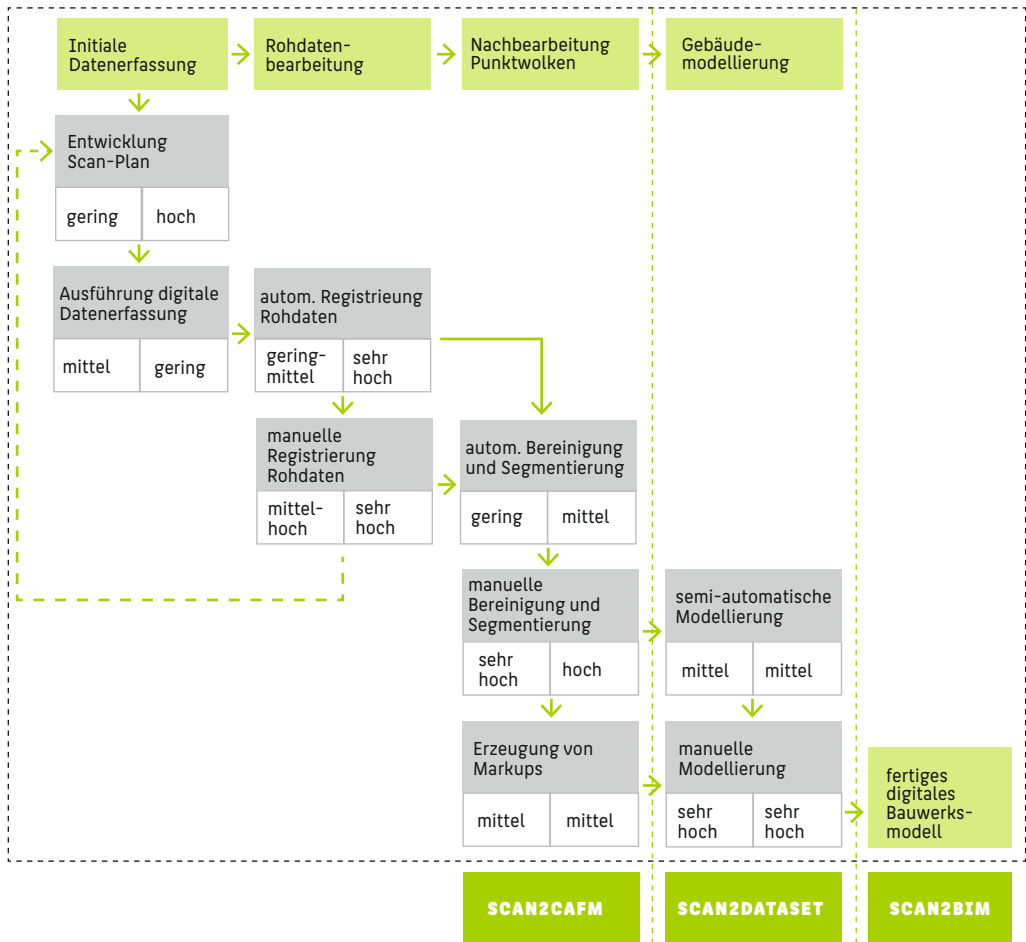 Initiale
Datenerfassung
Rohdaten-
bearbeitung
Nachbearbeitung
Punktwolken
Gebäude-
modellierung
Entwicklung
Scan-Plan
gering
hoch
Ausführung digitale
Datenerfassung
mittel
gering
autom. Registrieung
Rohdaten
gering-
mittel
sehr
hoch
manuelle
Registrierung
Rohdaten
mittel-
hoch
sehr
hoch
autom. Bereinigung
und Segmentierung
gering
mittel
manuelle
Bereinigung und
Segmentierung
sehr
hoch
hoch
semi-automatische
Modellierung
mittel
mittel
Erzeugung von
Markups
mittel
mittel
manuelle
Modellierung
sehr
hoch
sehr
hoch
fertiges
digitales
Bauwerks-
modell
SCAN2CAFM
SCAN2DATASET
SCAN2BIM